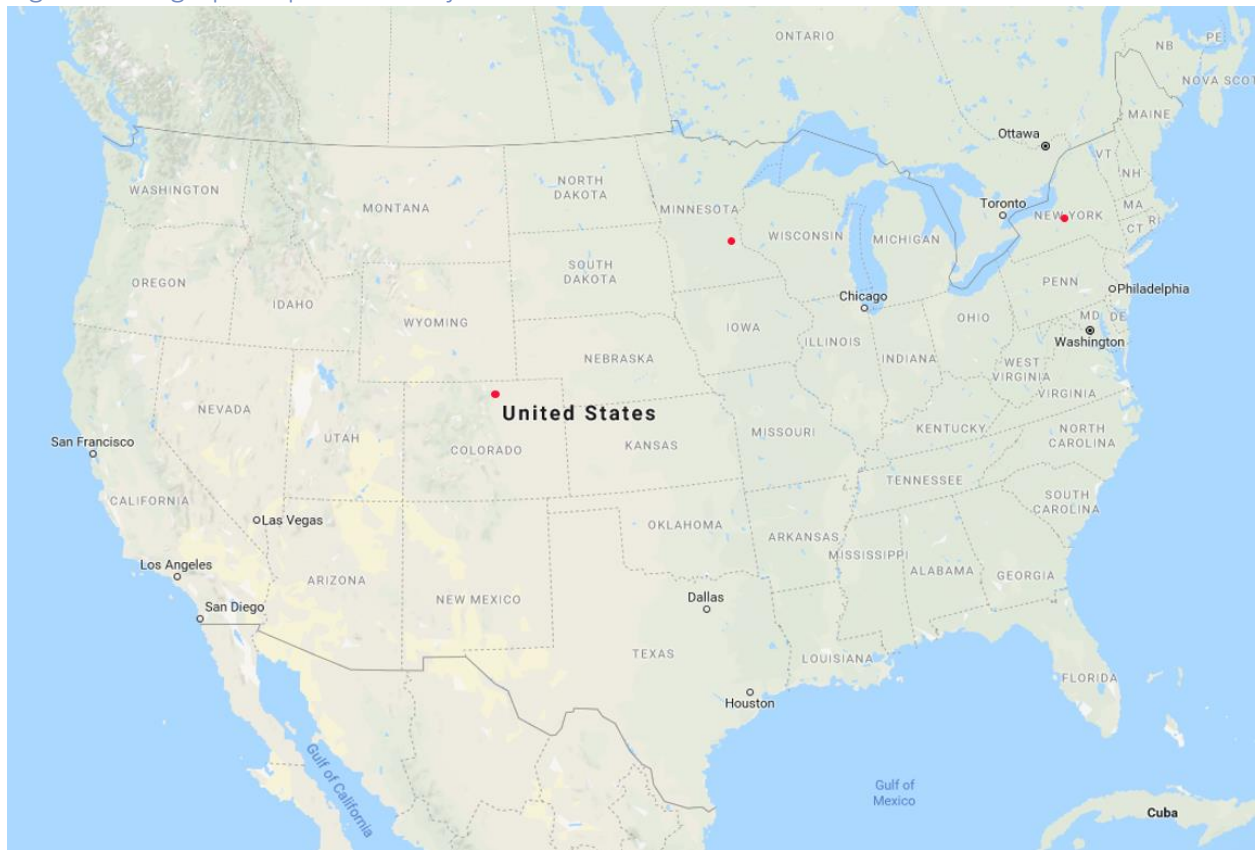 ONTARIO
NB
PE
NOVA SCOT
MAINE
Ottawa
VT
NH
WASHINGTON
NORTH
DAKOTA
MONTANA
MINNESOTA
Toronto
NEW YORK
MA
CT
RI
WISCONSIN
MICHIGAN
SOUTH
DAKOTA
OREGON
IDAHO
PENN
Philadelphia
Chicago
WYOMING
IOWA
OHIO
MD
DE
Washington
ILLINOIS
INDIANA
NEBRASKA
WEST
VIRGINIA
VIRGINIA
NEVADA
United States
UTAH
COLORADO
KANSAS
MISSOURI
KENTUCKY
NORTH
CAROLINA
San Francisco
TENNESSEE
CALIFORNIA
SOUTH
CAROLINA
Las Vegas
OKLAHOMA
ARKANSAS
MISSISSIPPI
Los Angeles
ARIZONA
ALABAMA
GEORGIA
San Diego
NEW MEXICO
Dallas
TEXAS
LOUISIANA
FLORIDA
Houston
Gulf of California
Gulf of
Mexico
Cuba